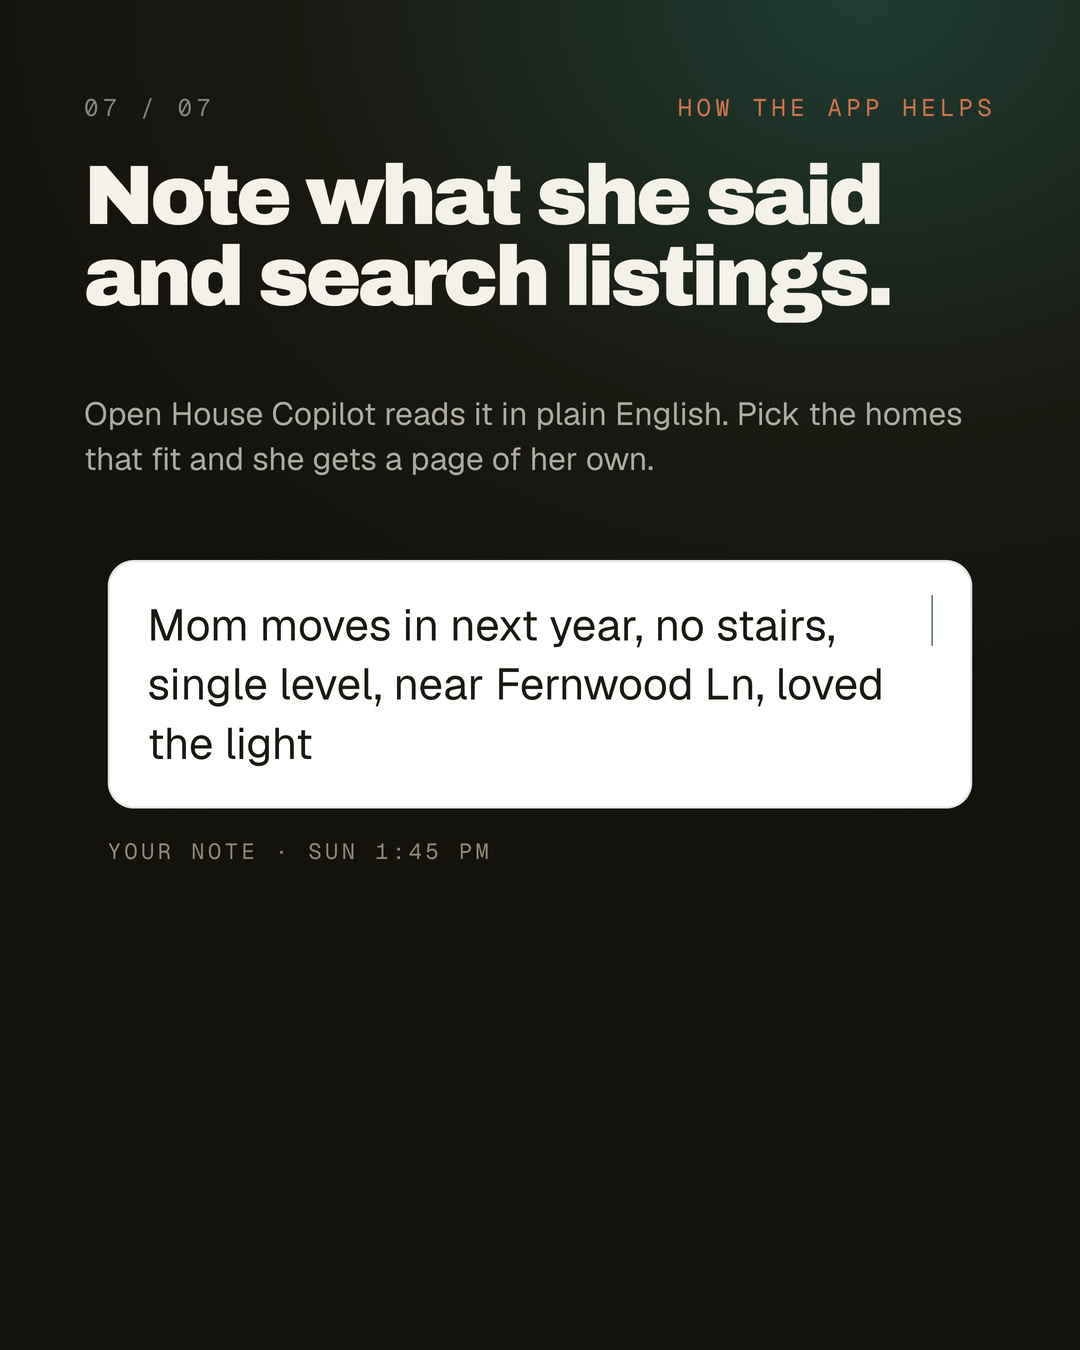 07 / 07
HOW THE APP HELPS
Note what she said
and search listings.
Open House Copilot reads it in plain English. Pick the homes
that fit and she gets a page of her own.
Mom moves in next year, no stairs,
single level, near Fernwood Ln, loved
the light
YOUR NOTE · SUN 1:45 PM